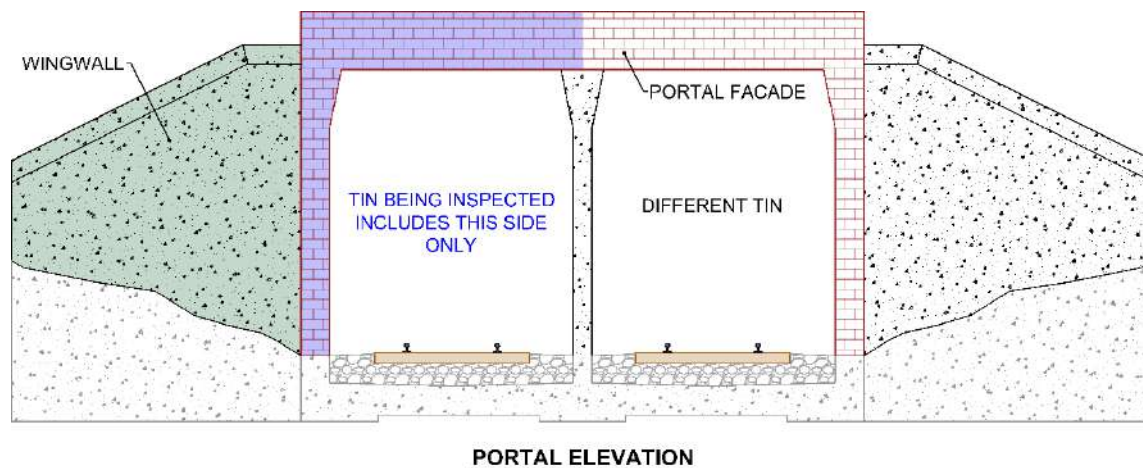 WINGWALL
PORTAL FACADE
TIN BEING INSPECTED
INCLUDES THIS SIDE
ONLY
DIFFERENT TIN
PORTAL ELEVATION